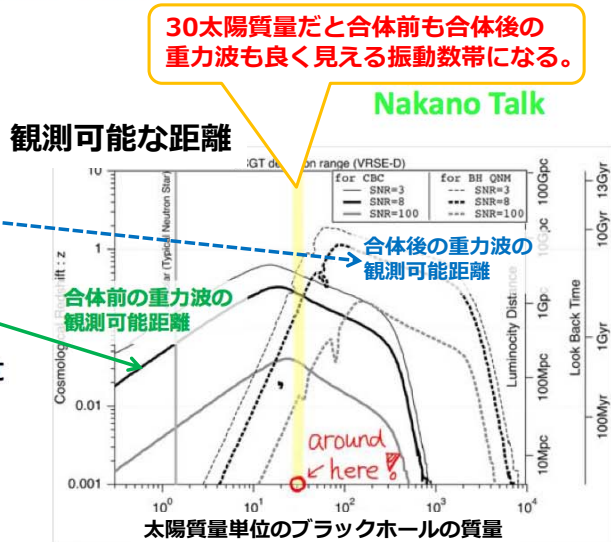 30太陽質量だと合体前も合体後の
重力波も良く見える振動数帯になる。
Nakano Talk
観測可能な距離
range (VRSE-D)
for CBC
SNR=3
SNR=8
SNR=100
for BH QNM
SNR=3
SNR=8
SNR=100
(Typical Neutron Star)
合体後の重力波の
観測可能距離
合体前の重力波の
観測可能距離
Cosmological
ift : z
10
1
0.01
0.001
around
here !
10⁰
10¹
10²
10³
10⁴
太陽質量単位のブラックホールの質量
Luminocity Distance
10Mpc
100Mpc
1Gpc
100Gpc
Look Back Time
100Myr
1Gyr
10Gyr
13Gyr